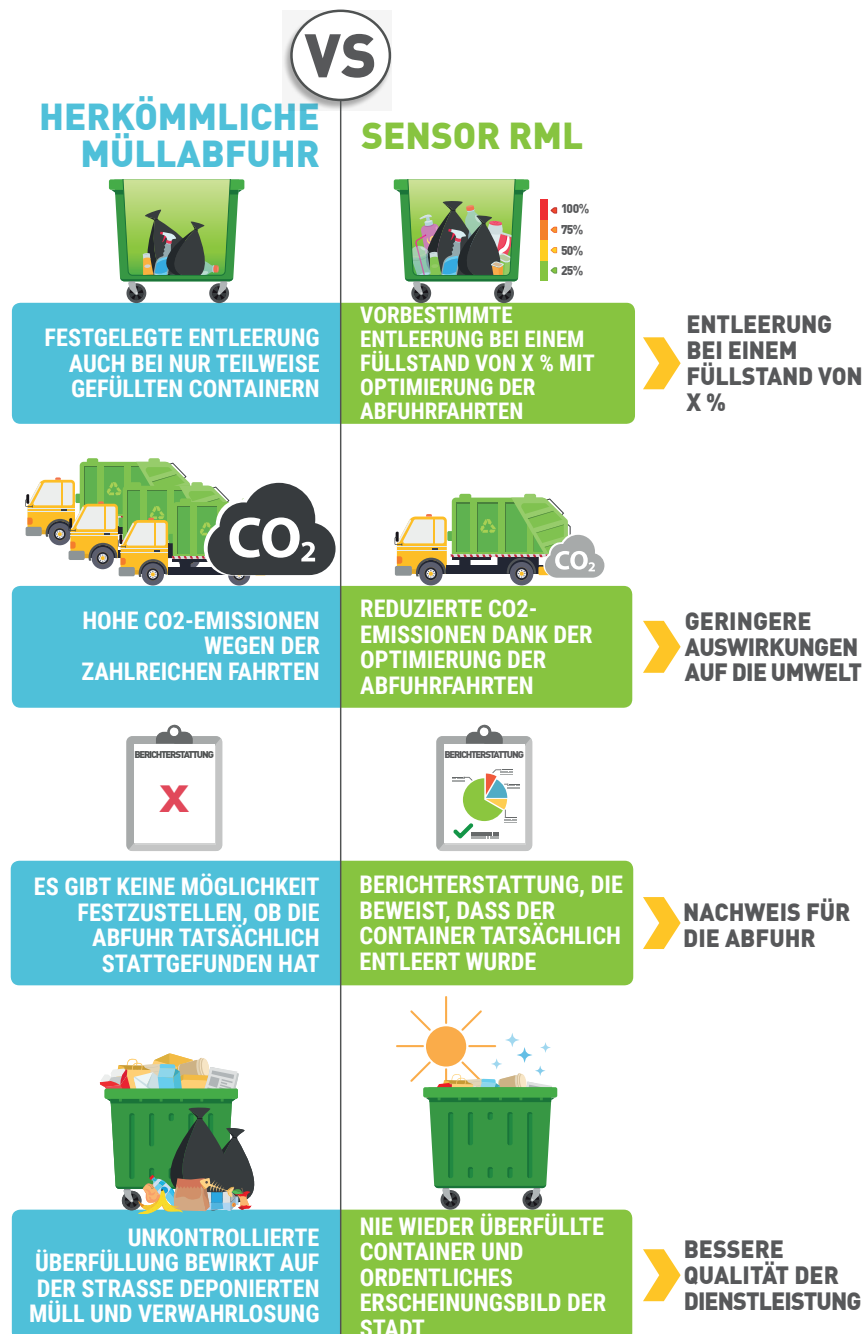 VS
HERKÖMMLICHE
MÜLLABFUHR
SENSOR RML
100%
75%
50%
25%
FESTGELEGTE ENTLEERUNG
AUCH BEI NUR TEILWEISE
GEFÜLLTEN CONTAINERN
VORBESTIMMTE
ENTLEERUNG BEI EINEM
FÜLLSTAND VON X % MIT
OPTIMIERUNG DER
ABFUHRFAHRTEN
ENTLEERUNG
BEI EINEM
FÜLLSTAND VON
X %
CO2
CO2
HOHE CO2-EMISSIONEN
WEGEN DER
ZAHLREICHEN FAHRTEN
REDUZIERTE CO2-
EMISSIONEN DANK DER
OPTIMIERUNG DER
ABFUHRFAHRTEN
GERINGERE
AUSWIRKUNGEN
AUF DIE UMWELT
BERICHTERSTATTUNG
X
BERICHTERSTATTUNG
ES GIBT KEINE MÖGLICHKEIT
FESTZUSTELLEN, OB DIE
ABFUHR TATSÄCHLICH
STATTGEFUNDEN HAT
BERICHTERSTATTUNG, DIE
BEWEIST, DASS DER
CONTAINER TATSÄCHLICH
ENTLEERT WURDE
NACHWEIS FÜR
DIE ABFUHR
UNKONTROLLIERTE
ÜBERFÜLLUNG BEWIRKT AUF
DER STRASSE DEPONIERTEN
MÜLL UND VERWAHRLOSUNG
NIE WIEDER ÜBERFÜLLTE
CONTAINER UND
ORDENTLICHES
ERSCHEINUNGSBILD DER
STADT
BESSERE
QUALITÄT DER
DIENSTLEISTUNG